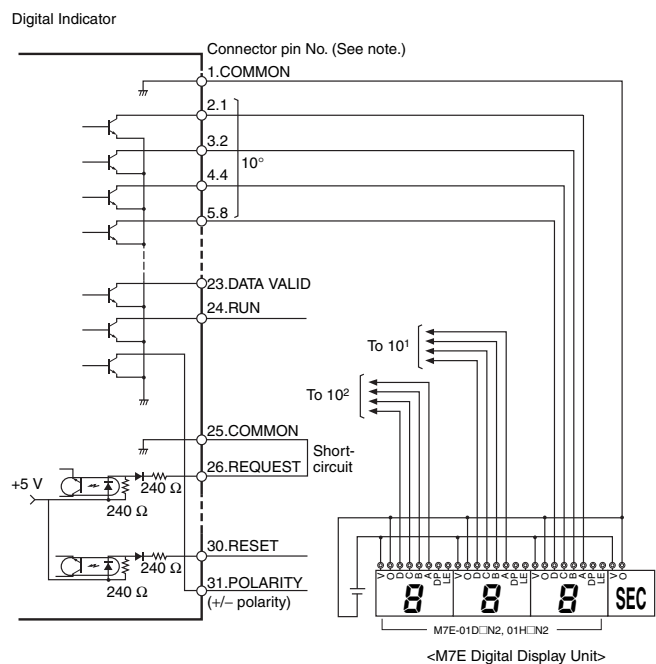 Digital Indicator
Connector pin No. (See note.)
1.COMMON
2.1
3.2
10°
4.4
5.8
23.DATA VALID
24.RUN
To 10¹
To 10²
25.COMMON
Short-
circuit
26.REQUEST
+5 V
240 Ω
240 Ω
30.RESET
240 Ω
31.POLARITY
(+/– polarity)
240 Ω
V O D C B A DP LE V O D C B A DP LE V O D C B A DP LE V O
8 8 8 SEC
M7E-01D□N2, 01H□N2
<M7E Digital Display Unit>